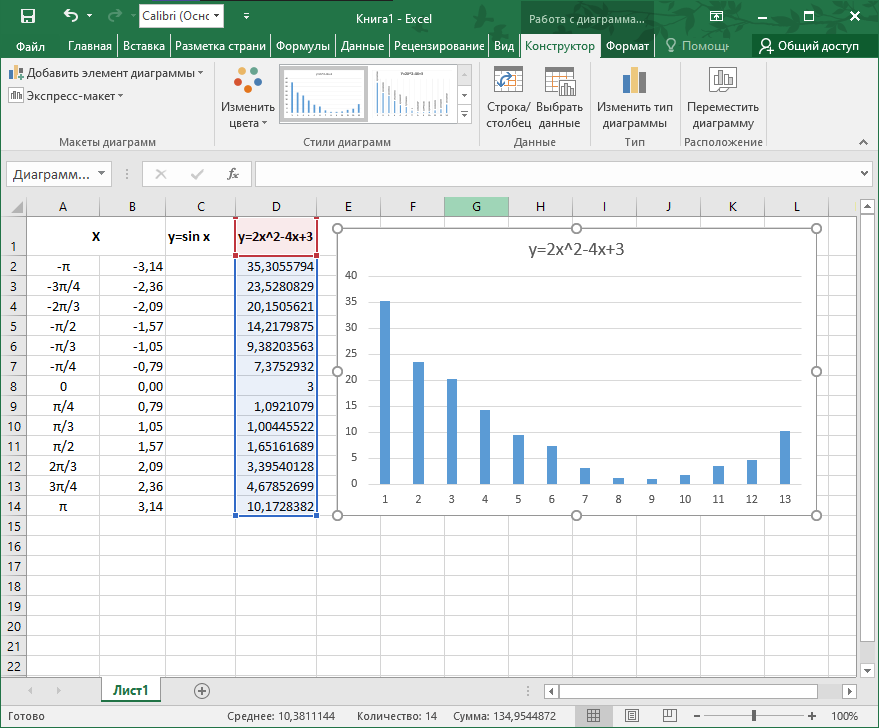 Calibri (Оснс
Книга1 - Excel
Работа с диаграмма...
Файл Главная Вставка Разметка страни Формулы Данные Рецензирование Вид Конструктор Формат Помощь Общий доступ
Добавить элемент диаграммы
Экспресс-макет
Изменить цвета
Строка/ столбец
Выбрать данные
Изменить тип диаграммы
Переместить диаграмму
Макеты диаграмм Стили диаграмм Данные Тип Расположение
Диаграмм... fx
A B C D E F G H I J K L
1 X y=sin x y=2x^2-4x+3
2 -π -3,14 35,3055794
3 -3π/4 -2,36 23,5280829
4 -2π/3 -2,09 20,1505621
5 -π/2 -1,57 14,2179875
6 -π/3 -1,05 9,38203563
7 -π/4 -0,79 7,3752932
8 0 0,00 3
9 π/4 0,79 1,0921079
10 π/3 1,05 1,00445522
11 π/2 1,57 1,65161689
12 2π/3 2,09 3,39540128
13 3π/4 2,36 4,67852699
14 π 3,14 10,1728382
15
16
17
18
19
20
21
22
y=2x^2-4x+3
40
35
30
25
20
15
10
5
0
1 2 3 4 5 6 7 8 9 10 11 12 13
Лист1
Готово Среднее: 10,3811144 Количество: 14 Сумма: 134,9544872 100%